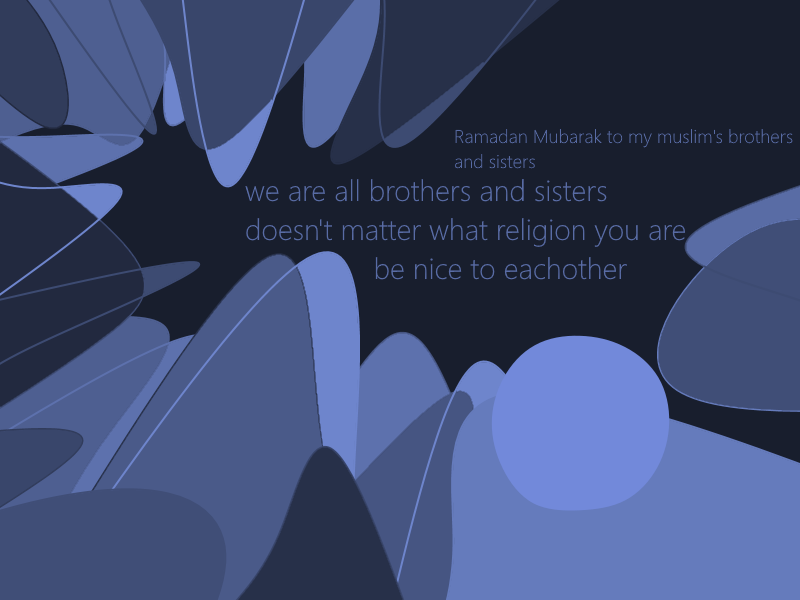 Ramadan Mubarak to my muslim's brothers
and sisters
we are all brothers and sisters
doesn't matter what religion you are
be nice to eachother